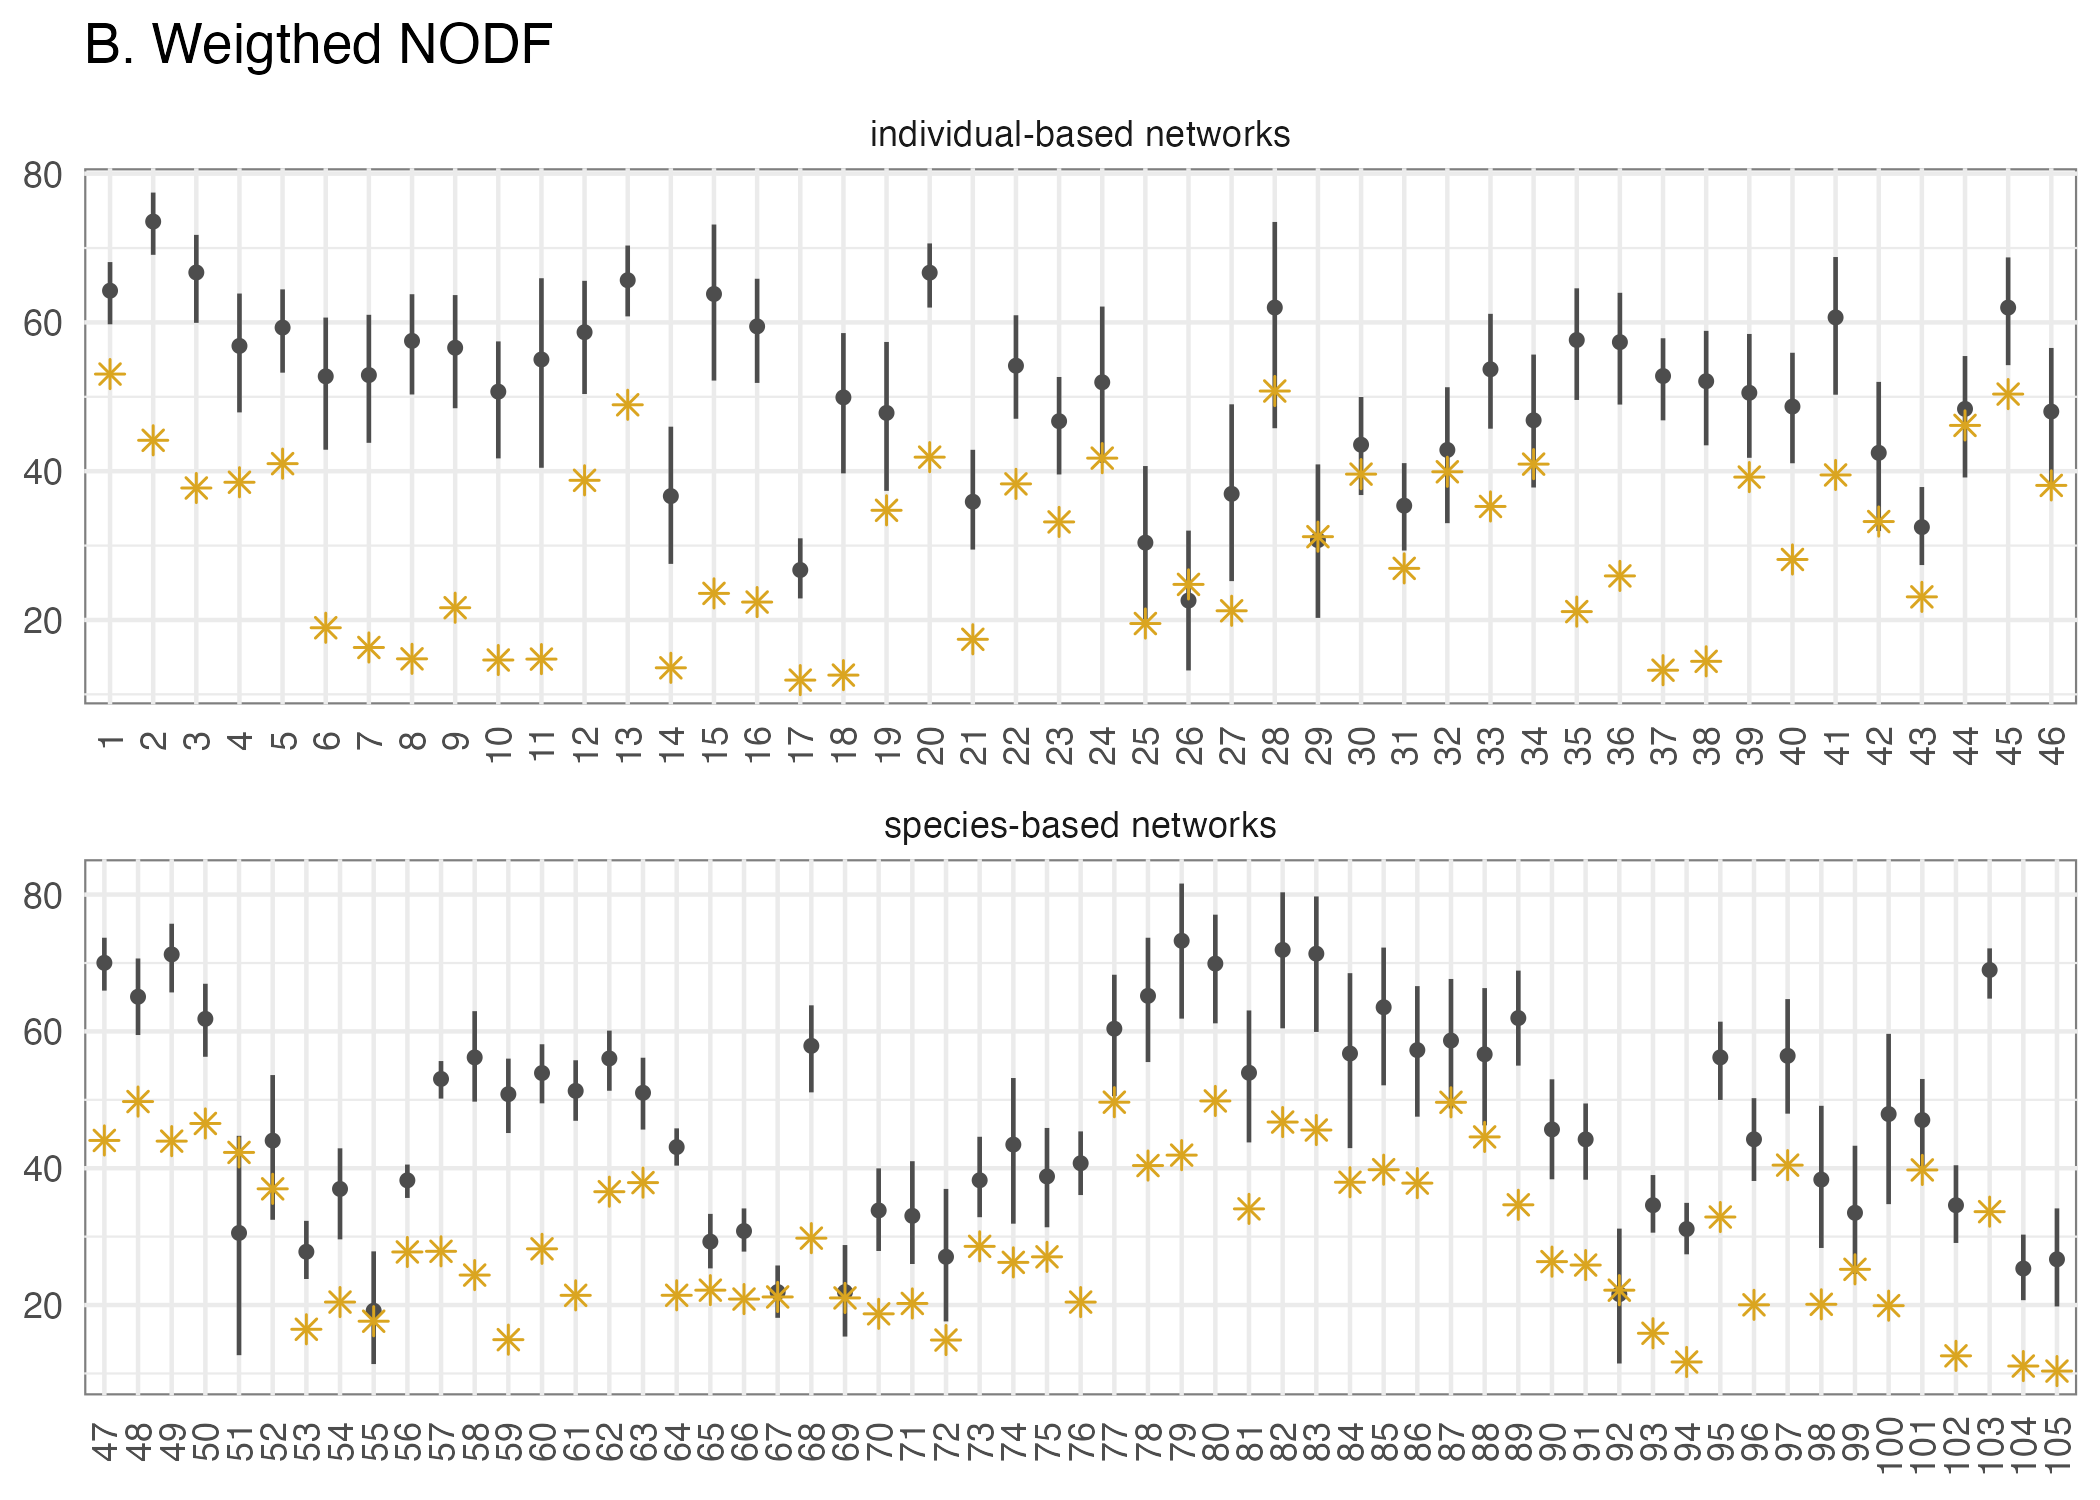 B. Weigthed NODF
individual-based networks
80
60
40
20
1 2 3 4 5 6 7 8 9 10 11 12 13 14 15 16 17 18 19 20 21 22 23 24 25 26 27 28 29 30 31 32 33 34 35 36 37 38 39 40 41 42 43 44 45 46
species-based networks
80
60
40
20
47 48 49 50 51 52 53 54 55 56 57 58 59 60 61 62 63 64 65 66 67 68 69 70 71 72 73 74 75 76 77 78 79 80 81 82 83 84 85 86 87 88 89 90 91 92 93 94 95 96 97 98 99 100 101 102 103 104 105